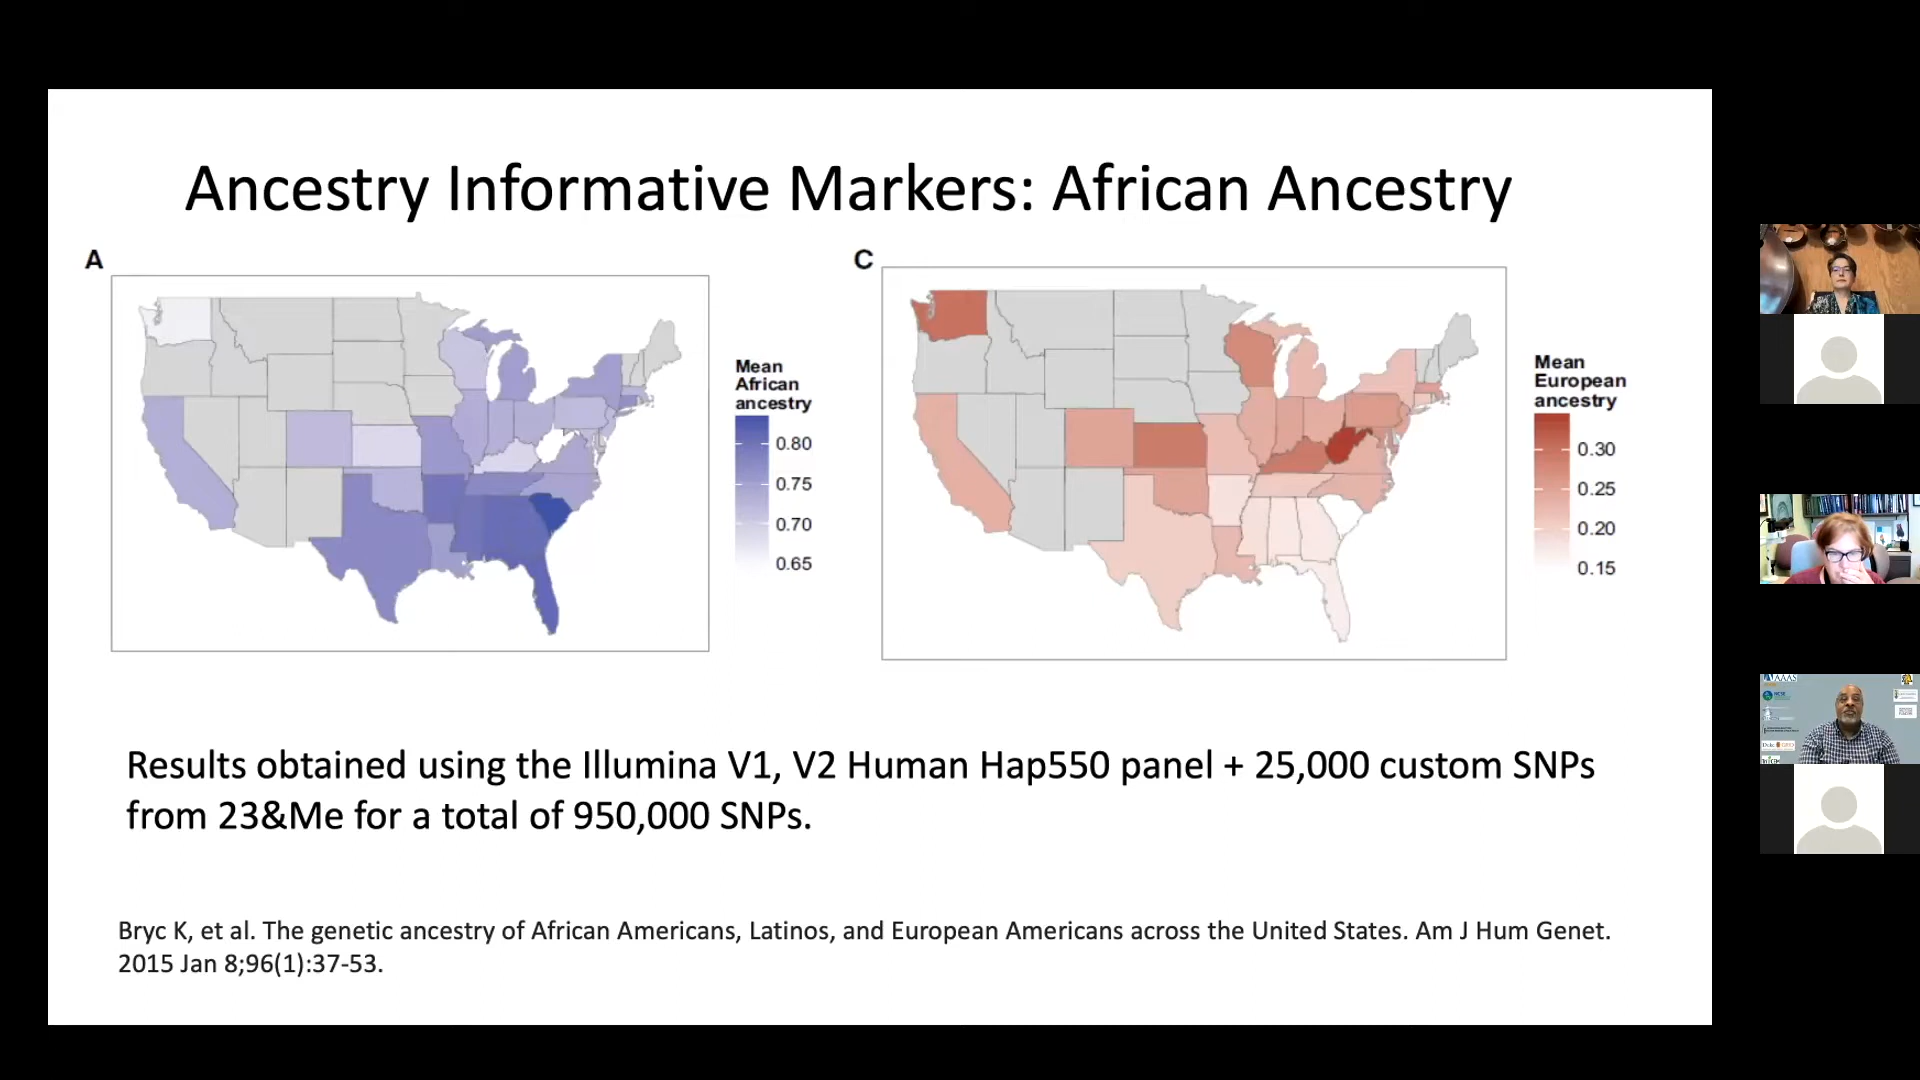 Ancestry Informative Markers: African Ancestry
A
Mean
African
ancestry
0.80
0.75
0.70
0.65
C
Mean
European
ancestry
0.30
0.25
0.20
0.15
Results obtained using the Illumina V1, V2 Human Hap550 panel + 25,000 custom SNPs
from 23&Me for a total of 950,000 SNPs.
Bryc K, et al. The genetic ancestry of African Americans, Latinos, and European Americans across the United States. Am J Hum Genet.
2015 Jan 8;96(1):37-53.
AAAS